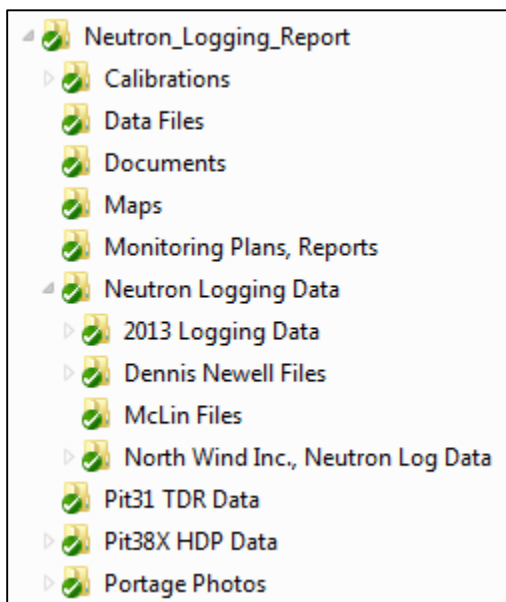 Neutron_Logging_Report
Calibrations
Data Files
Documents
Maps
Monitoring Plans, Reports
Neutron Logging Data
2013 Logging Data
Dennis Newell Files
McLin Files
North Wind Inc., Neutron Log Data
Pit31 TDR Data
Pit38X HDP Data
Portage Photos